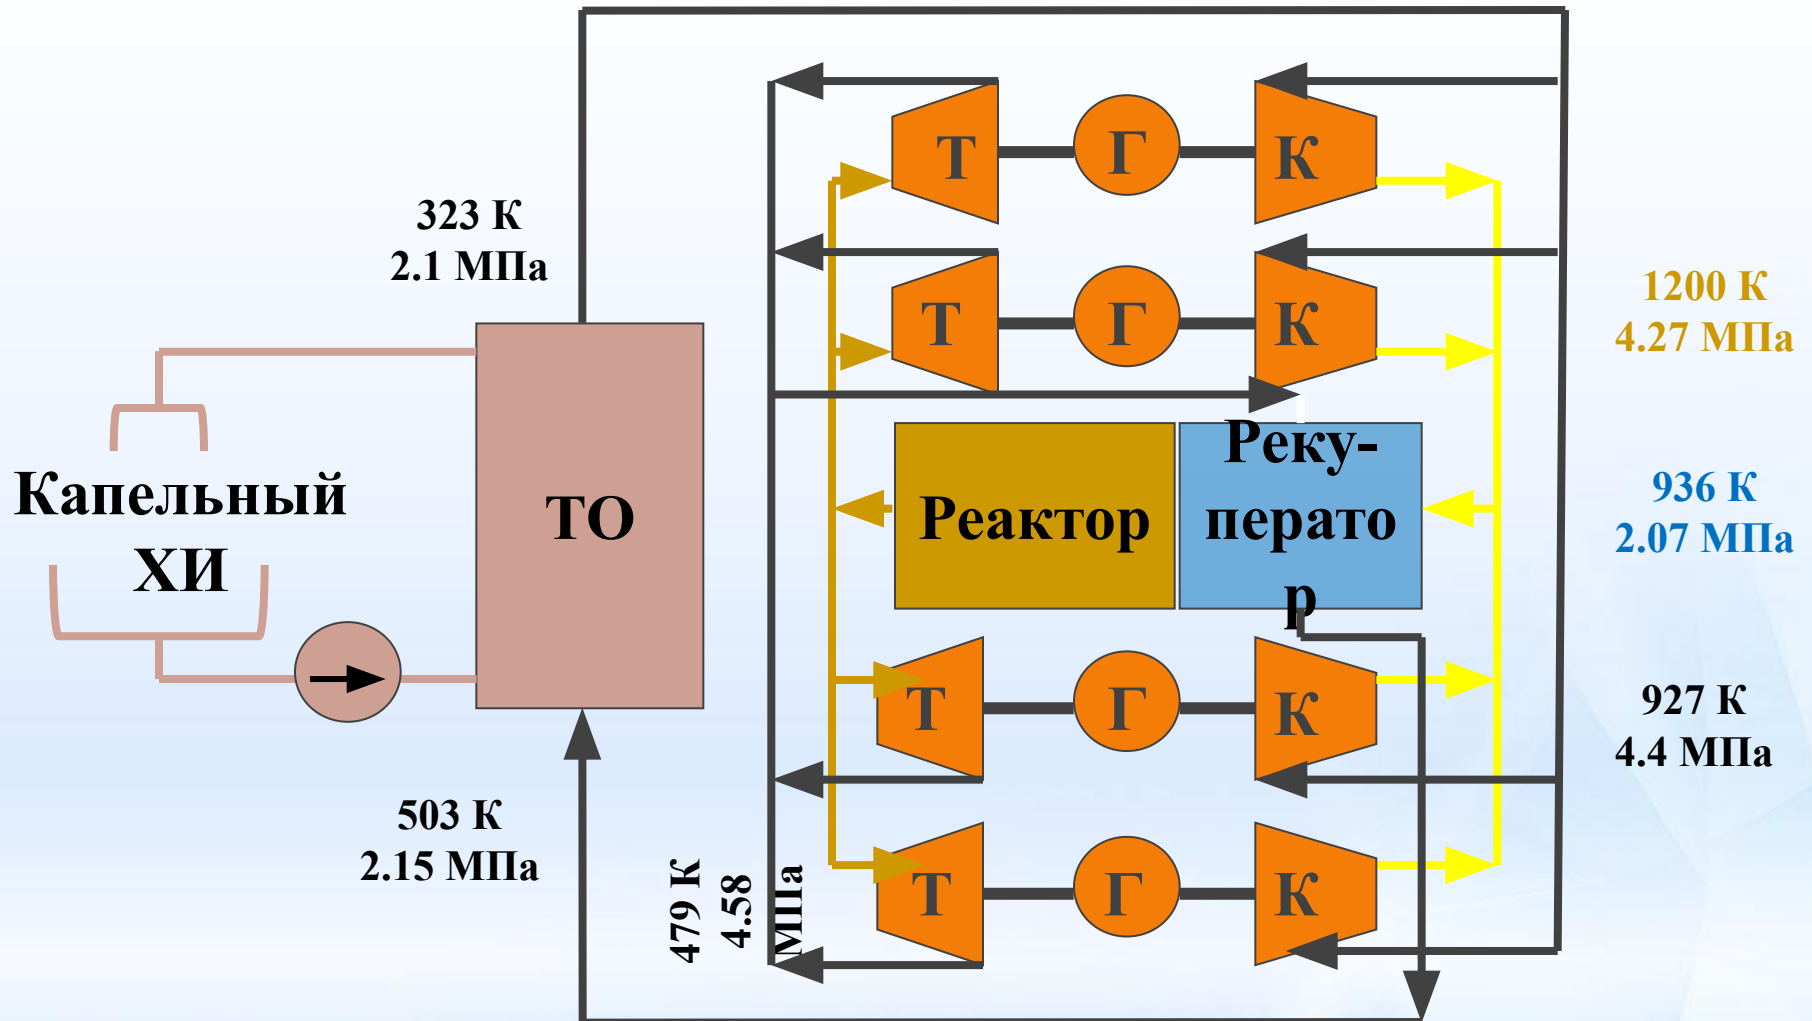 Т
Г
К
323 К
2.1 МПа
Т
Г
К
1200 К
4.27 МПа
Капельный
ХИ
ТО
Реактор
Реку-
перато
р
936 К
2.07 МПа
Т
Г
К
927 К
4.4 МПа
503 К
2.15 МПа
479 К
4.58
МПа
Т
Г
К